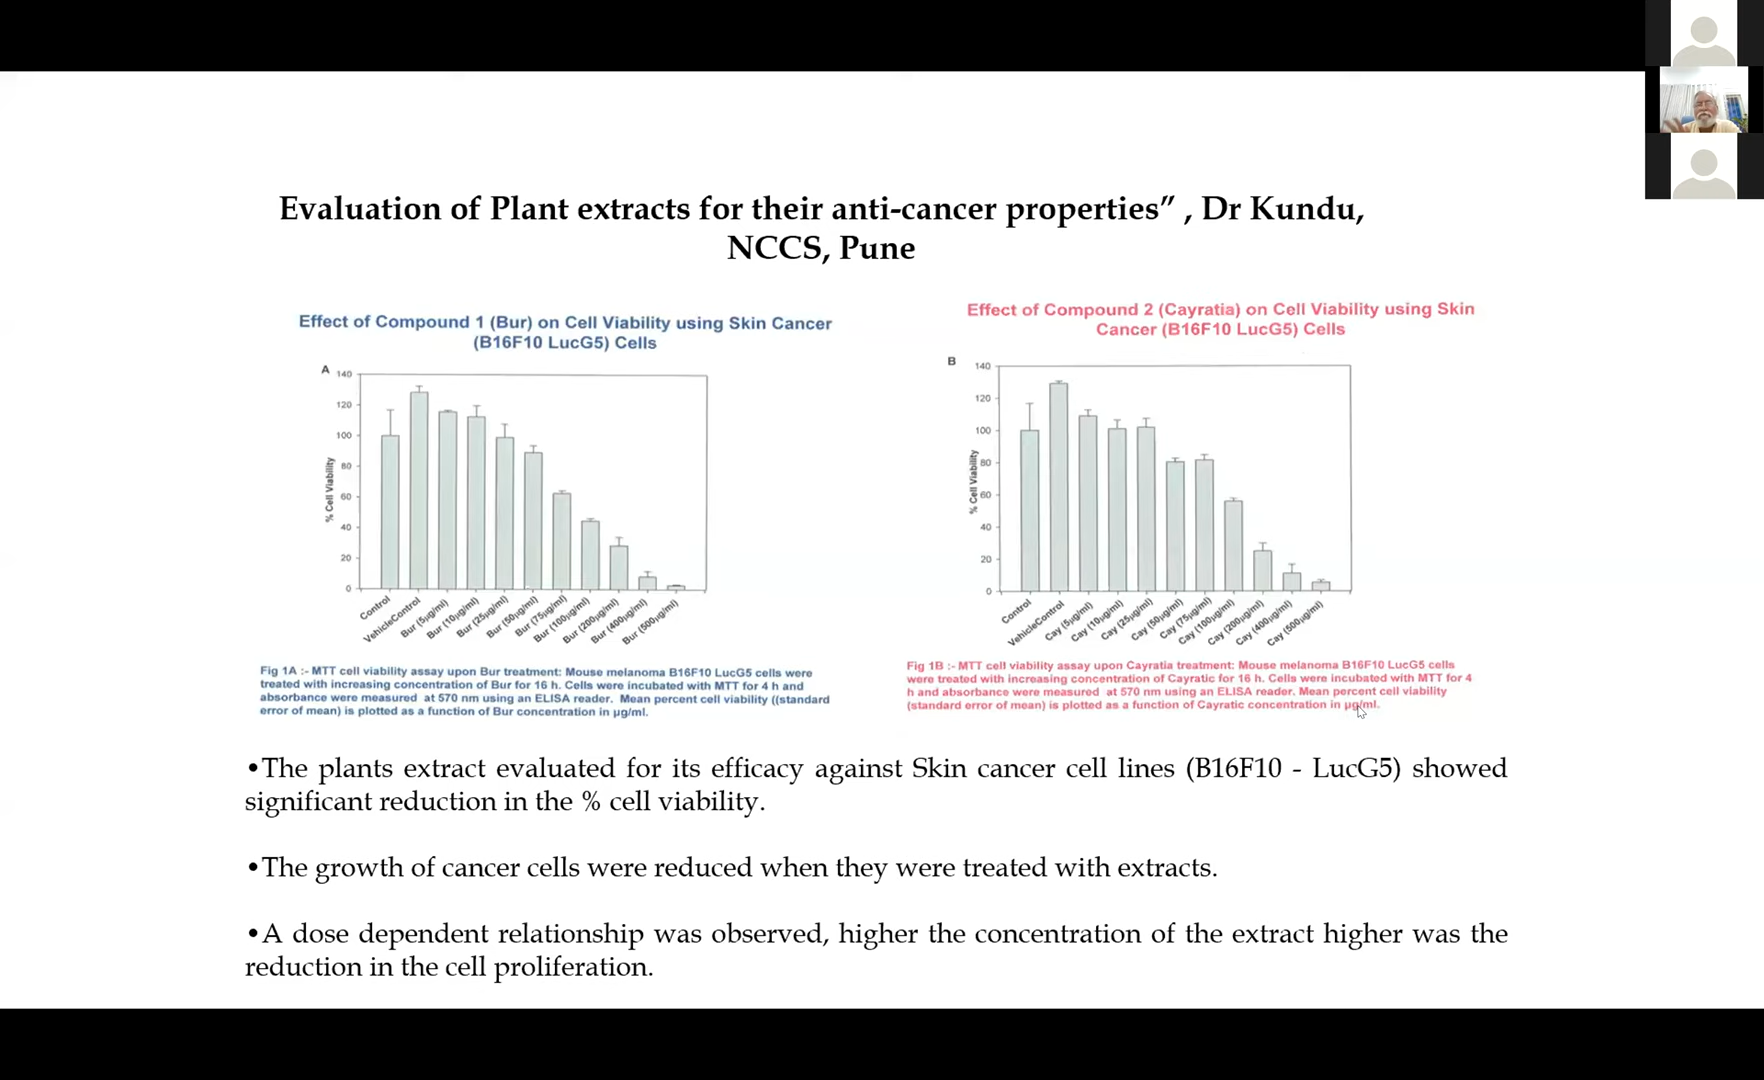 Evaluation of Plant extracts for their anti-cancer properties” , Dr Kundu,
NCCS, Pune
Effect of Compound 1 (Bur) on Cell Viability using Skin Cancer
(B16F10 LucG5) Cells
A
140
120
100
80
60
40
20
0
% Cell Viability
Control
VehicleControl
Bur (5µg/ml)
Bur (10µg/ml)
Bur (25µg/ml)
Bur (50µg/ml)
Bur (75µg/ml)
Bur (100µg/ml)
Bur (200µg/ml)
Bur (400µg/ml)
Bur (500µg/ml)
Fig 1A :- MTT cell viability assay upon Bur treatment: Mouse melanoma B16F10 LucG5 cells were
treated with increasing concentration of Bur for 16 h. Cells were incubated with MTT for 4 h and
absorbance were measured at 570 nm using an ELISA reader. Mean percent cell viability ((standard
error of mean) is plotted as a function of Bur concentration in µg/ml.
Effect of Compound 2 (Cayratia) on Cell Viability using Skin
Cancer (B16F10 LucG5) Cells
B
140
120
100
80
60
40
20
0
% Cell Viability
Control
VehicleControl
Cay (5µg/ml)
Cay (10µg/ml)
Cay (25µg/ml)
Cay (50µg/ml)
Cay (75µg/ml)
Cay (100µg/ml)
Cay (200µg/ml)
Cay (400µg/ml)
Cay (500µg/ml)
Fig 1B :- MTT cell viability assay upon Cayratia treatment: Mouse melanoma B16F10 LucG5 cells
were treated with increasing concentration of Cayratic for 16 h. Cells were incubated with MTT for 4
h and absorbance were measured at 570 nm using an ELISA reader. Mean percent cell viability
(standard error of mean) is plotted as a function of Cayratic concentration in µg/ml.
•The plants extract evaluated for its efficacy against Skin cancer cell lines (B16F10 - LucG5) showed
significant reduction in the % cell viability.
•The growth of cancer cells were reduced when they were treated with extracts.
•A dose dependent relationship was observed, higher the concentration of the extract higher was the
reduction in the cell proliferation.